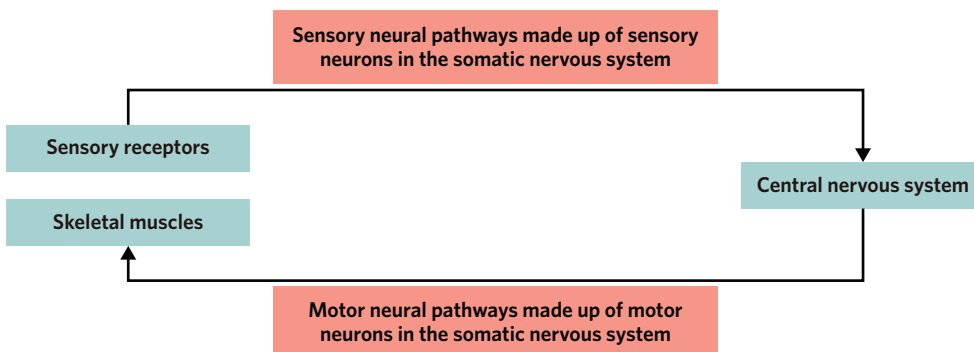 Sensory neural pathways made up of sensory
neurons in the somatic nervous system
Sensory receptors
Central nervous system
Skeletal muscles
Motor neural pathways made up of motor
neurons in the somatic nervous system